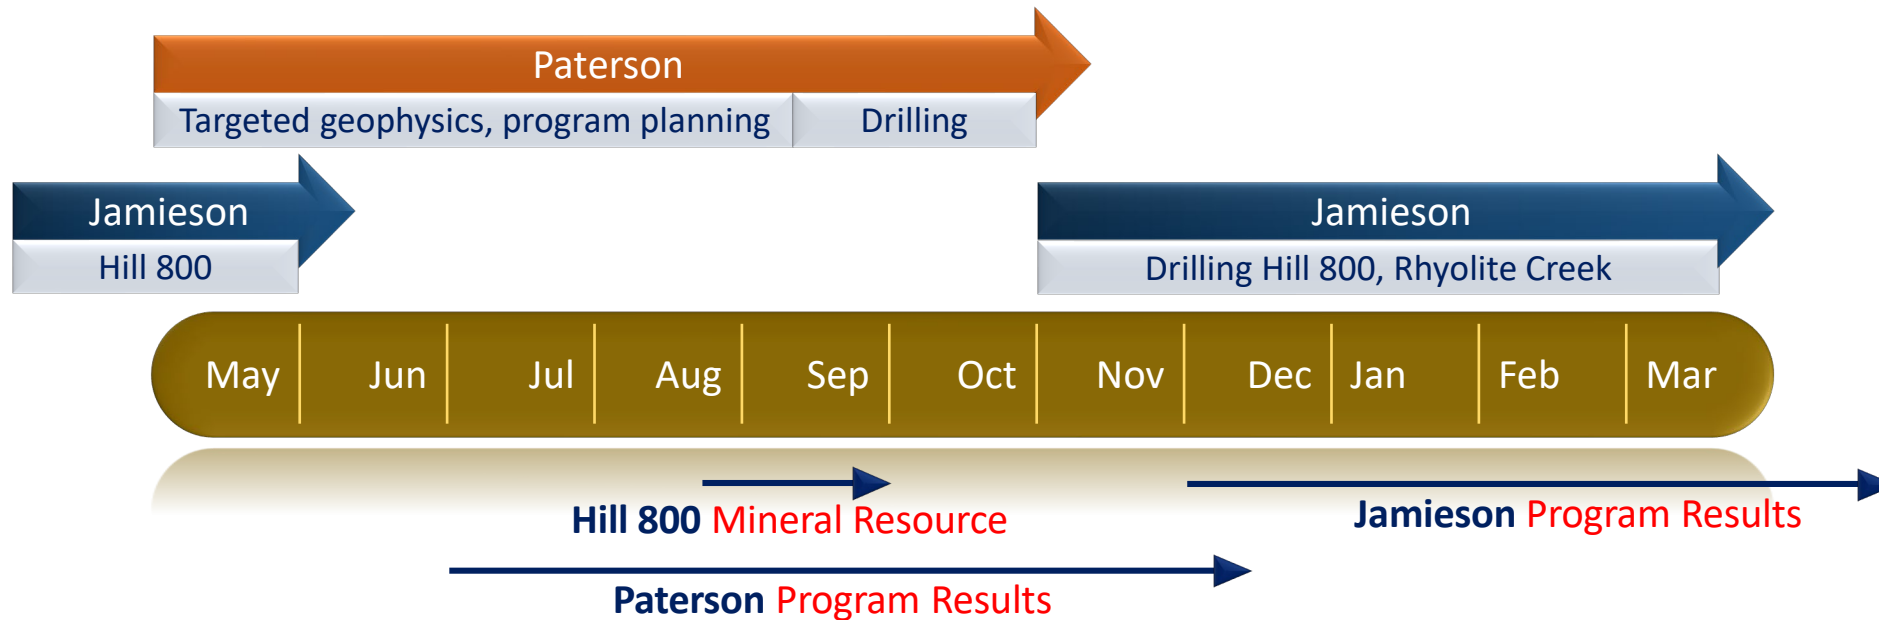 Paterson
Targeted geophysics, program planning
Drilling
Jamieson
Hill 800
Jamieson
Drilling Hill 800, Rhyolite Creek
May Jun Jul Aug Sep Oct Nov Dec Jan Feb Mar
Hill 800 Mineral Resource
Jamieson Program Results
Paterson Program Results